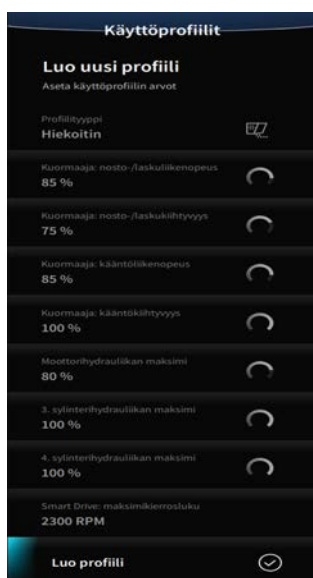 Käyttöprofiilit
Luo uusi profiili
Aseta käyttöprofiilin arvot
Profiilityyppi
Hiekoitin
Kuormaaja: nosto-/laskuliikenopeus
85 %
Kuormaaja: nosto-/laskukiihtyvyys
75 %
Kuormaaja: kääntöliikenopeus
85 %
Kuormaaja: kääntökiihtyvyys
100 %
Moottorihydrauliikan maksimi
80 %
3. sylinterihydrauliikan maksimi
100 %
4. sylinterihydrauliikan maksimi
100 %
Smart Drive: maksimikierrosluku
2300 RPM
Luo profiili